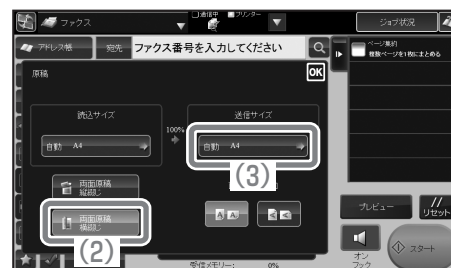 ファクス
通信中
プリンター
ジョブ状況
アドレス帳
宛先
ファクス番号を入力してください
ページ集約
複数ページを1枚にまとめる
原稿
OK
読込サイズ
送信サイズ
自動 A4
100%
自動 A4
(3)
両面原稿
縦綴じ
両面原稿
横綴じ
(2)
プレビュー
リセット
オン
フック
スタート
受信メモリー: 0%